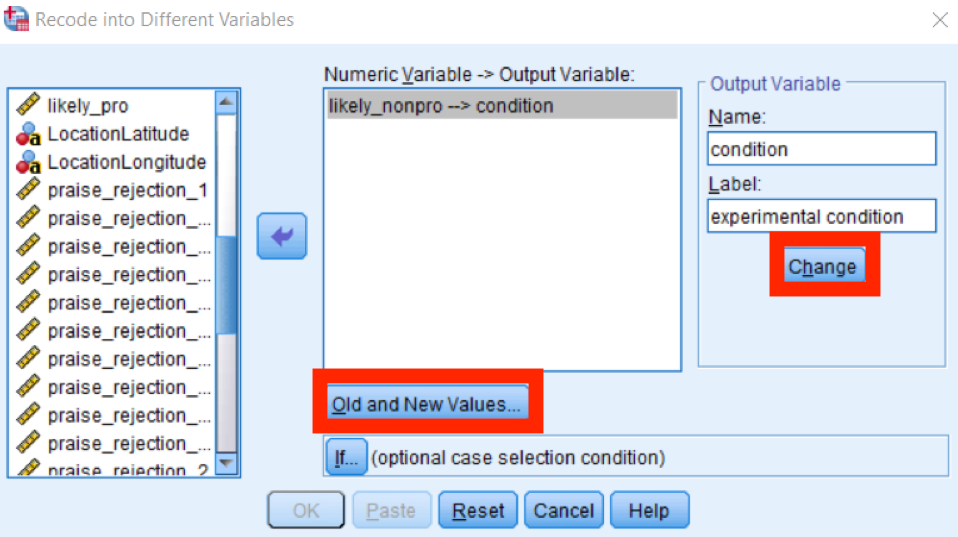 Recode into Different Variables
likely_pro
LocationLatitude
LocationLongitude
praise_rejection_1
praise_rejection_...
praise_rejection_...
praise_rejection_...
praise_rejection_...
praise_rejection_...
praise_rejection_...
praise_rejection_...
praise_rejection_...
praise_rejection_...
praise_rejection_2
Numeric Variable -> Output Variable:
likely_nonpro --> condition
Old and New Values...
If... (optional case selection condition)
Output Variable
Name:
condition
Label:
experimental condition
Change
OK Paste Reset Cancel Help